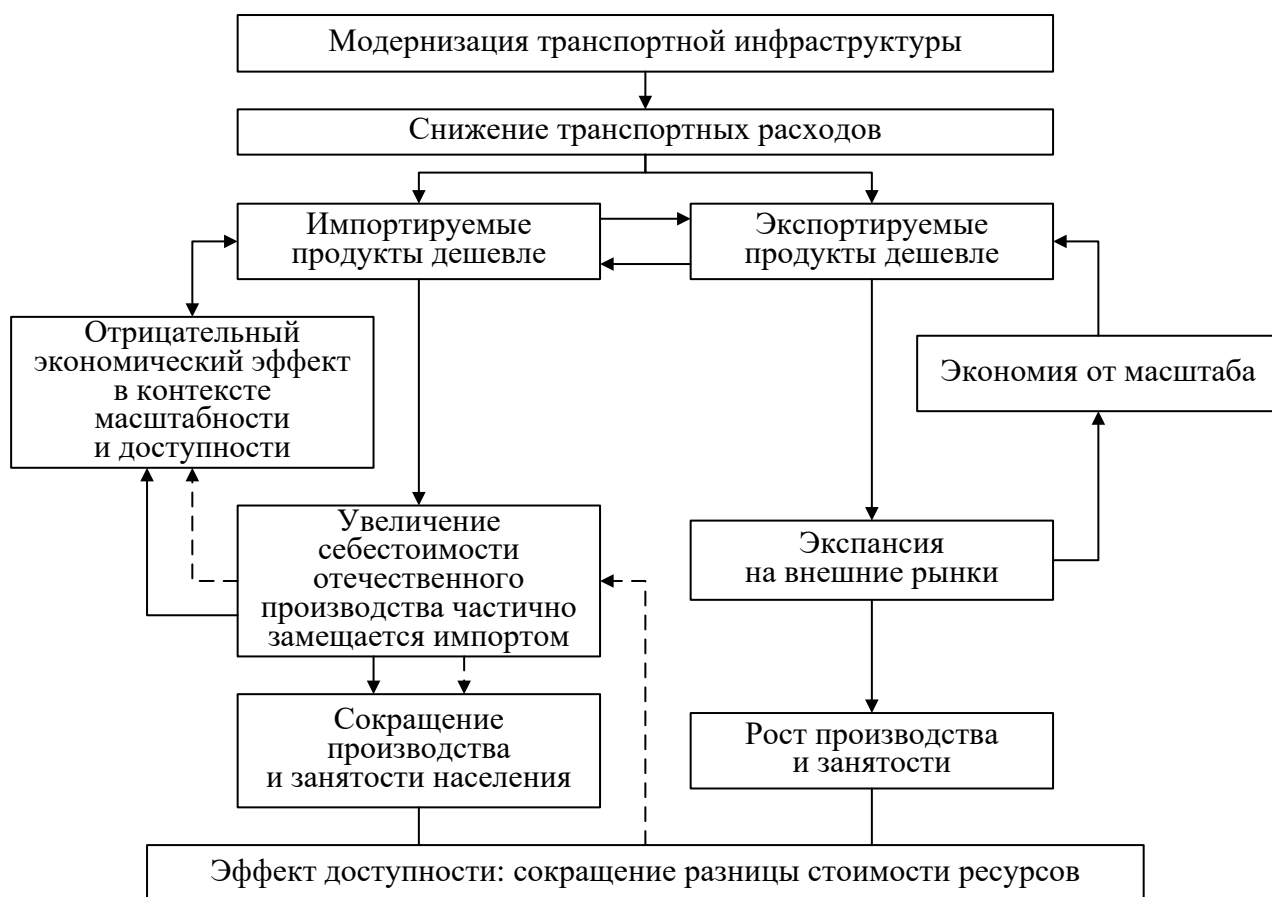 Модернизация транспортной инфраструктуры
Снижение транспортных расходов
Импортируемые
продукты дешевле
Экспортируемые
продукты дешевле
Отрицательный
экономический эффект
в контексте
масштабности
и доступности
Экономия от масштаба
Увеличение
себестоимости
отечественного
производства частично
замещается импортом
Экспансия
на внешние рынки
Сокращение
производства
и занятости населения
Рост производства
и занятости
Эффект доступности: сокращение разницы стоимости ресурсов